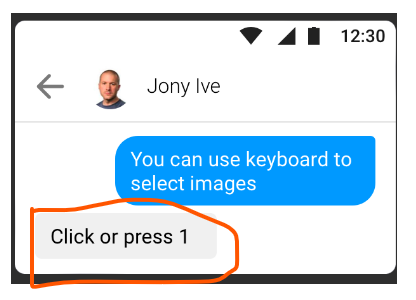 12:30
Jony Ive
You can use keyboard to
select images
Click or press 1